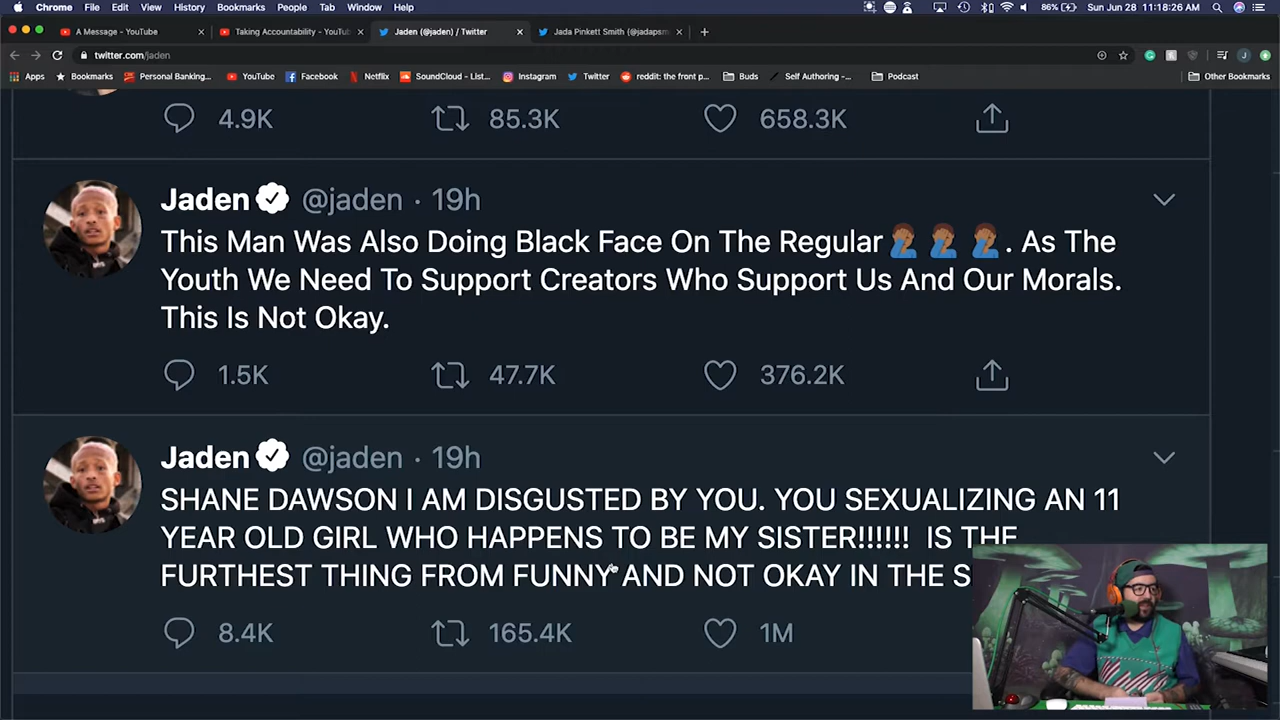 Chrome File Edit View History Bookmarks People Tab Window Help 86% Sun Jun 28 11:18:26 AM
A Message - YouTube Taking Accountability - YouTub Jaden (@jaden) / Twitter Jada Pinkett Smith (@jadapsm
twitter.com/jaden
Apps Bookmarks Personal Banking... YouTube Facebook Netflix SoundCloud - List... Instagram Twitter reddit: the front p... Buds Self Authoring -... Podcast Other Bookmarks
4.9K 85.3K 658.3K
Jaden @jaden · 19h
This Man Was Also Doing Black Face On The Regular🤦🏽‍♂️🤦🏽‍♂️🤦🏽‍♂️. As The
Youth We Need To Support Creators Who Support Us And Our Morals.
This Is Not Okay.
1.5K 47.7K 376.2K
Jaden @jaden · 19h
SHANE DAWSON I AM DISGUSTED BY YOU. YOU SEXUALIZING AN 11
YEAR OLD GIRL WHO HAPPENS TO BE MY SISTER!!!!!! IS THE
FURTHEST THING FROM FUNNY AND NOT OKAY IN THE S
8.4K 165.4K 1M